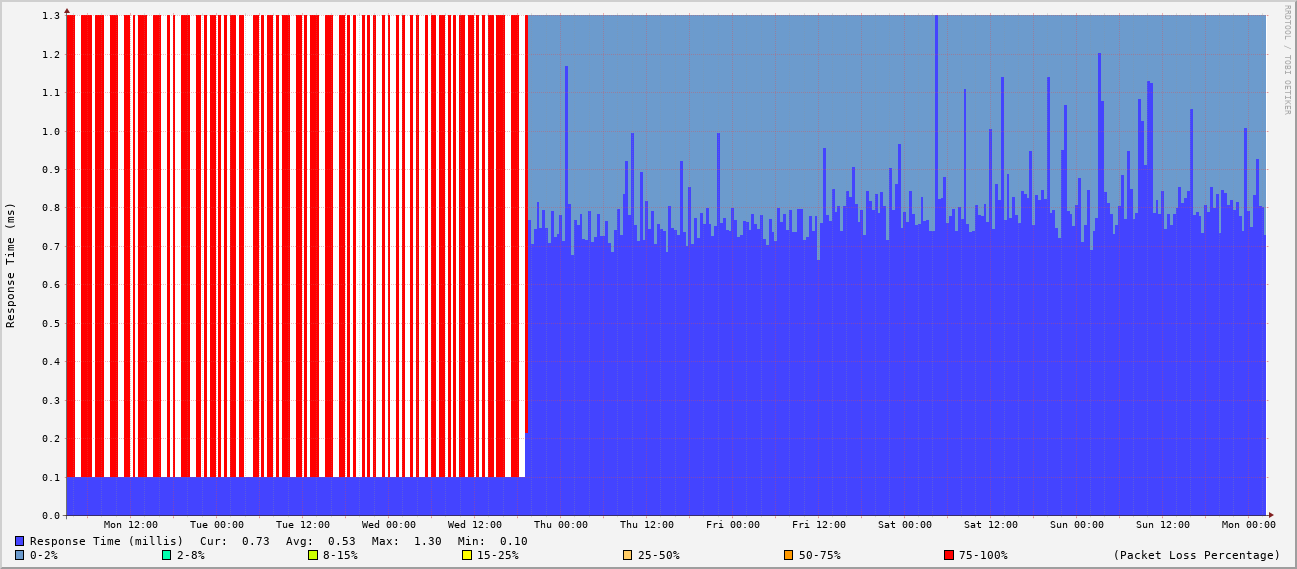 RRDTOOL / TOBI OETIKER
Response Time (ms)
1.3
1.2
1.1
1.0
0.9
0.8
0.7
0.6
0.5
0.4
0.3
0.2
0.1
0.0
Mon 12:00 Tue 00:00 Tue 12:00 Wed 00:00 Wed 12:00 Thu 00:00 Thu 12:00 Fri 00:00 Fri 12:00 Sat 00:00 Sat 12:00 Sun 00:00 Sun 12:00 Mon 00:00
Response Time (millis) Cur: 0.73 Avg: 0.53 Max: 1.30 Min: 0.10
0-2% 2-8% 8-15% 15-25% 25-50% 50-75% 75-100% (Packet Loss Percentage)